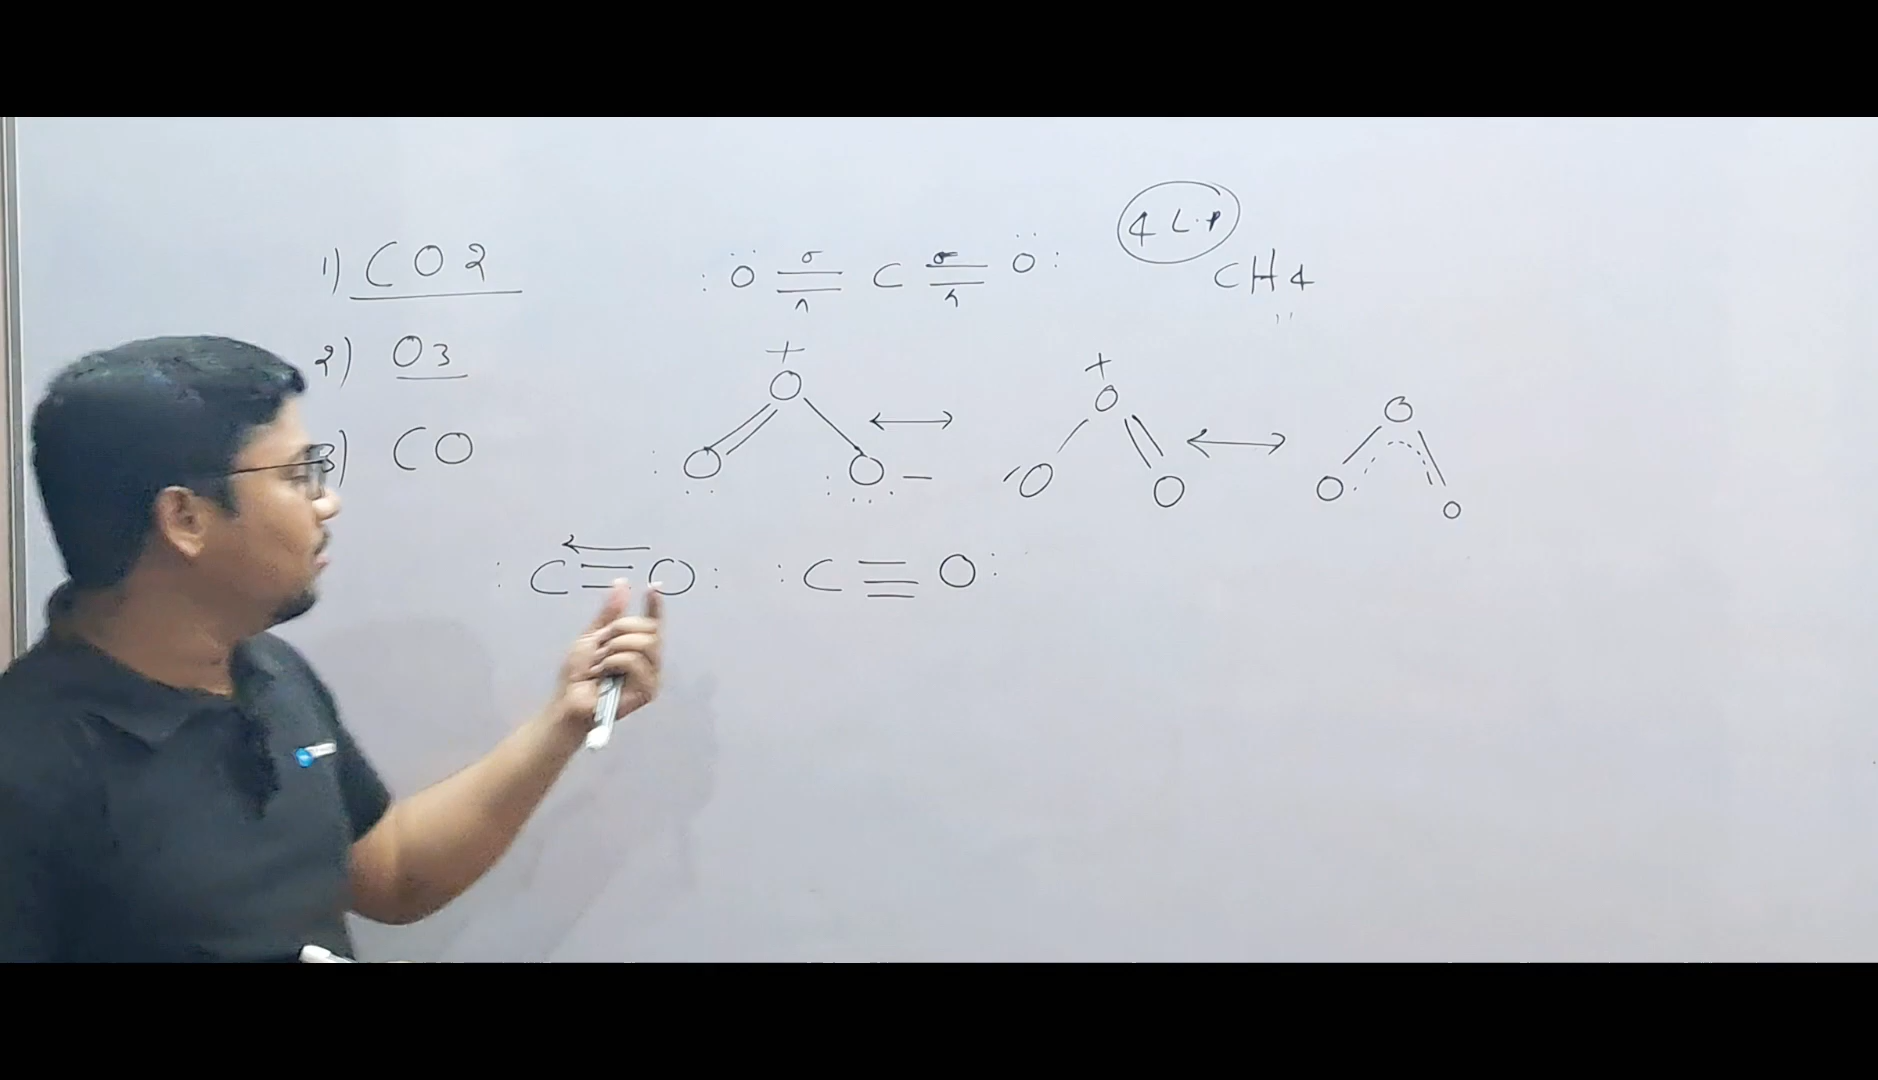 4 L.P
1) CO2 :Ö σ = π C σ = π Ö: CH4
2) O3
+ O O O - ↔ + O - O O ↔ O O O
3) CO
:C ≡ O: :C ≡ O: